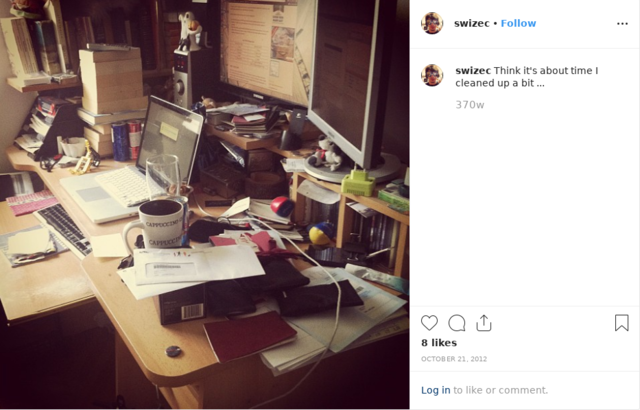 swizec • Follow
swizec Think it's about time I
cleaned up a bit ...
370w
CAPPUCCINO
8 likes
OCTOBER 21, 2012
Log in to like or comment.